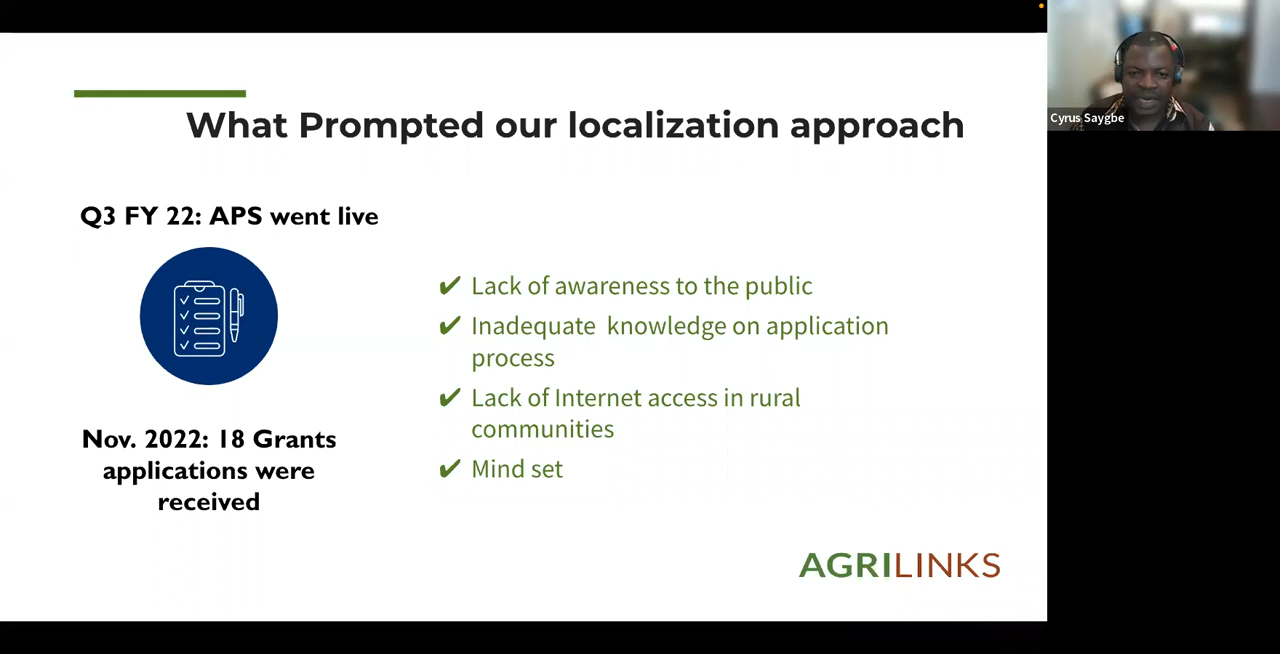 What Prompted our localization approach
Cyrus Saygbe
Q3 FY 22: APS went live
✔ Lack of awareness to the public
✔ Inadequate knowledge on application
process
✔ Lack of Internet access in rural
communities
✔ Mind set
Nov. 2022: 18 Grants
applications were
received
AGRILINKS